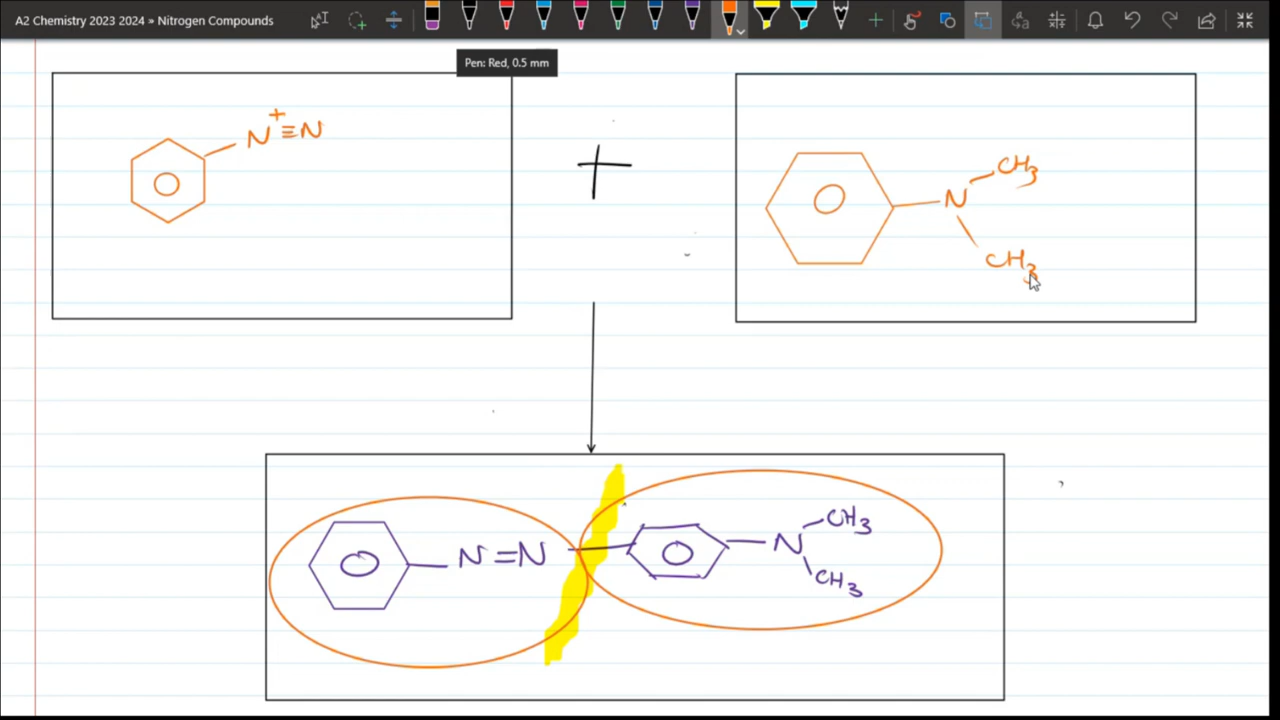 A2 Chemistry 2023 2024 » Nitrogen Compounds
Pen: Red, 0.5 mm
N⁺≡N
+
N
CH₃
CH₃
N=N
N
CH₃
CH₃